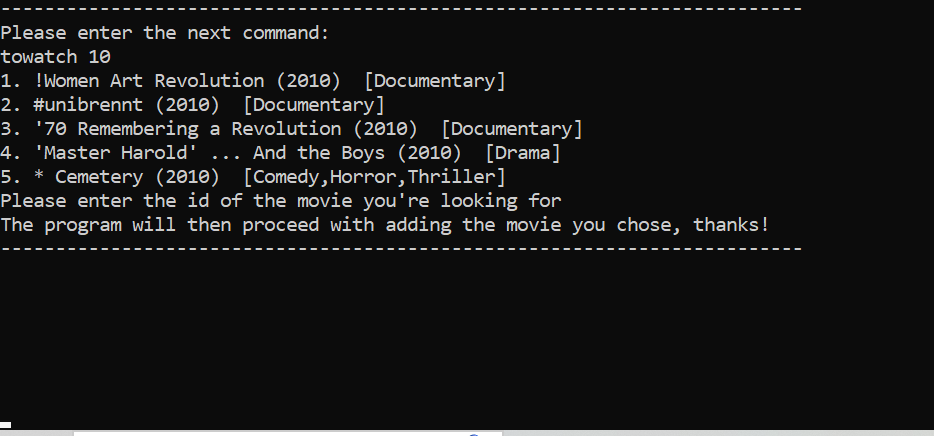 -------------------------------------------------------------------------
Please enter the next command:
towatch 10
1. !Women Art Revolution (2010)  [Documentary]
2. #unibrennt (2010)  [Documentary]
3. '70 Remembering a Revolution (2010)  [Documentary]
4. 'Master Harold' ... And the Boys (2010)  [Drama]
5. * Cemetery (2010)  [Comedy,Horror,Thriller]
Please enter the id of the movie you're looking for
The program will then proceed with adding the movie you chose, thanks!
-------------------------------------------------------------------------